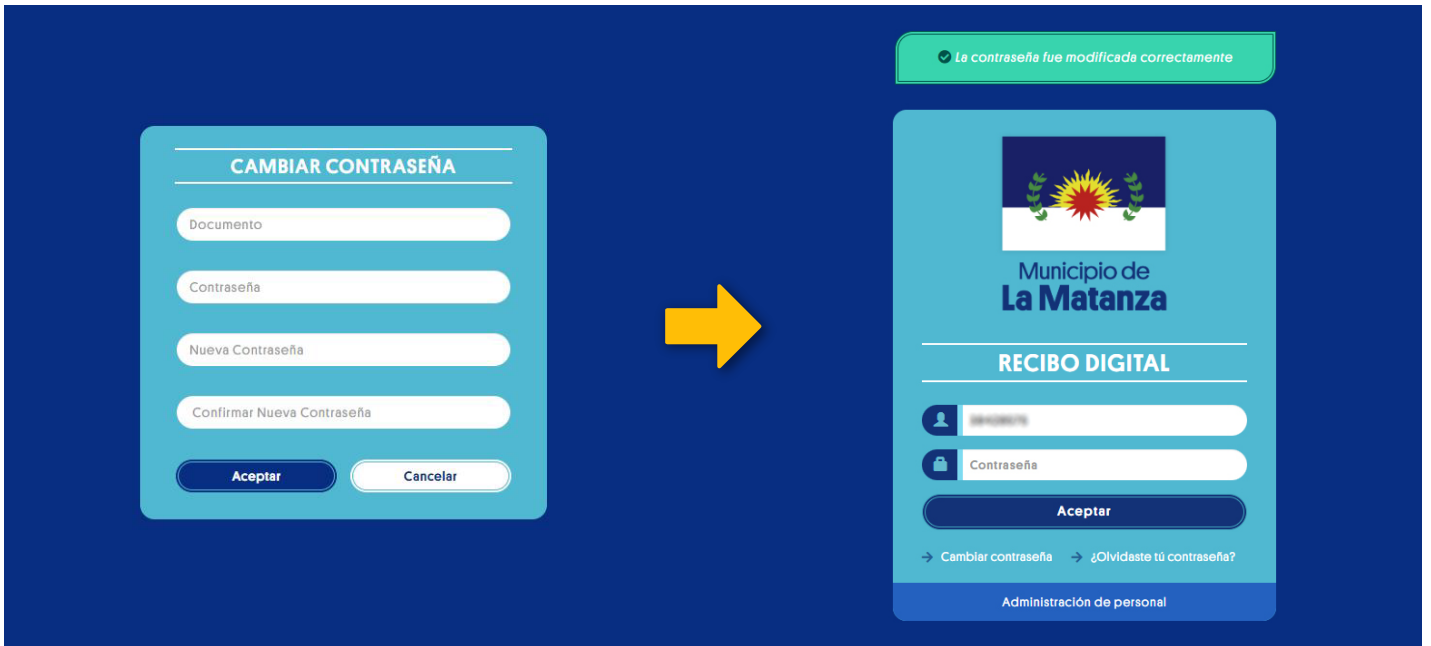 CAMBIAR CONTRASEÑA
Documento
Contraseña
Nueva Contraseña
Confirmar Nueva Contraseña
Aceptar
Cancelar
La contraseña fue modificada correctamente
Municipio de
La Matanza
RECIBO DIGITAL
Contraseña
Aceptar
Cambiar contraseña
¿Olvidaste tú contraseña?
Administración de personal